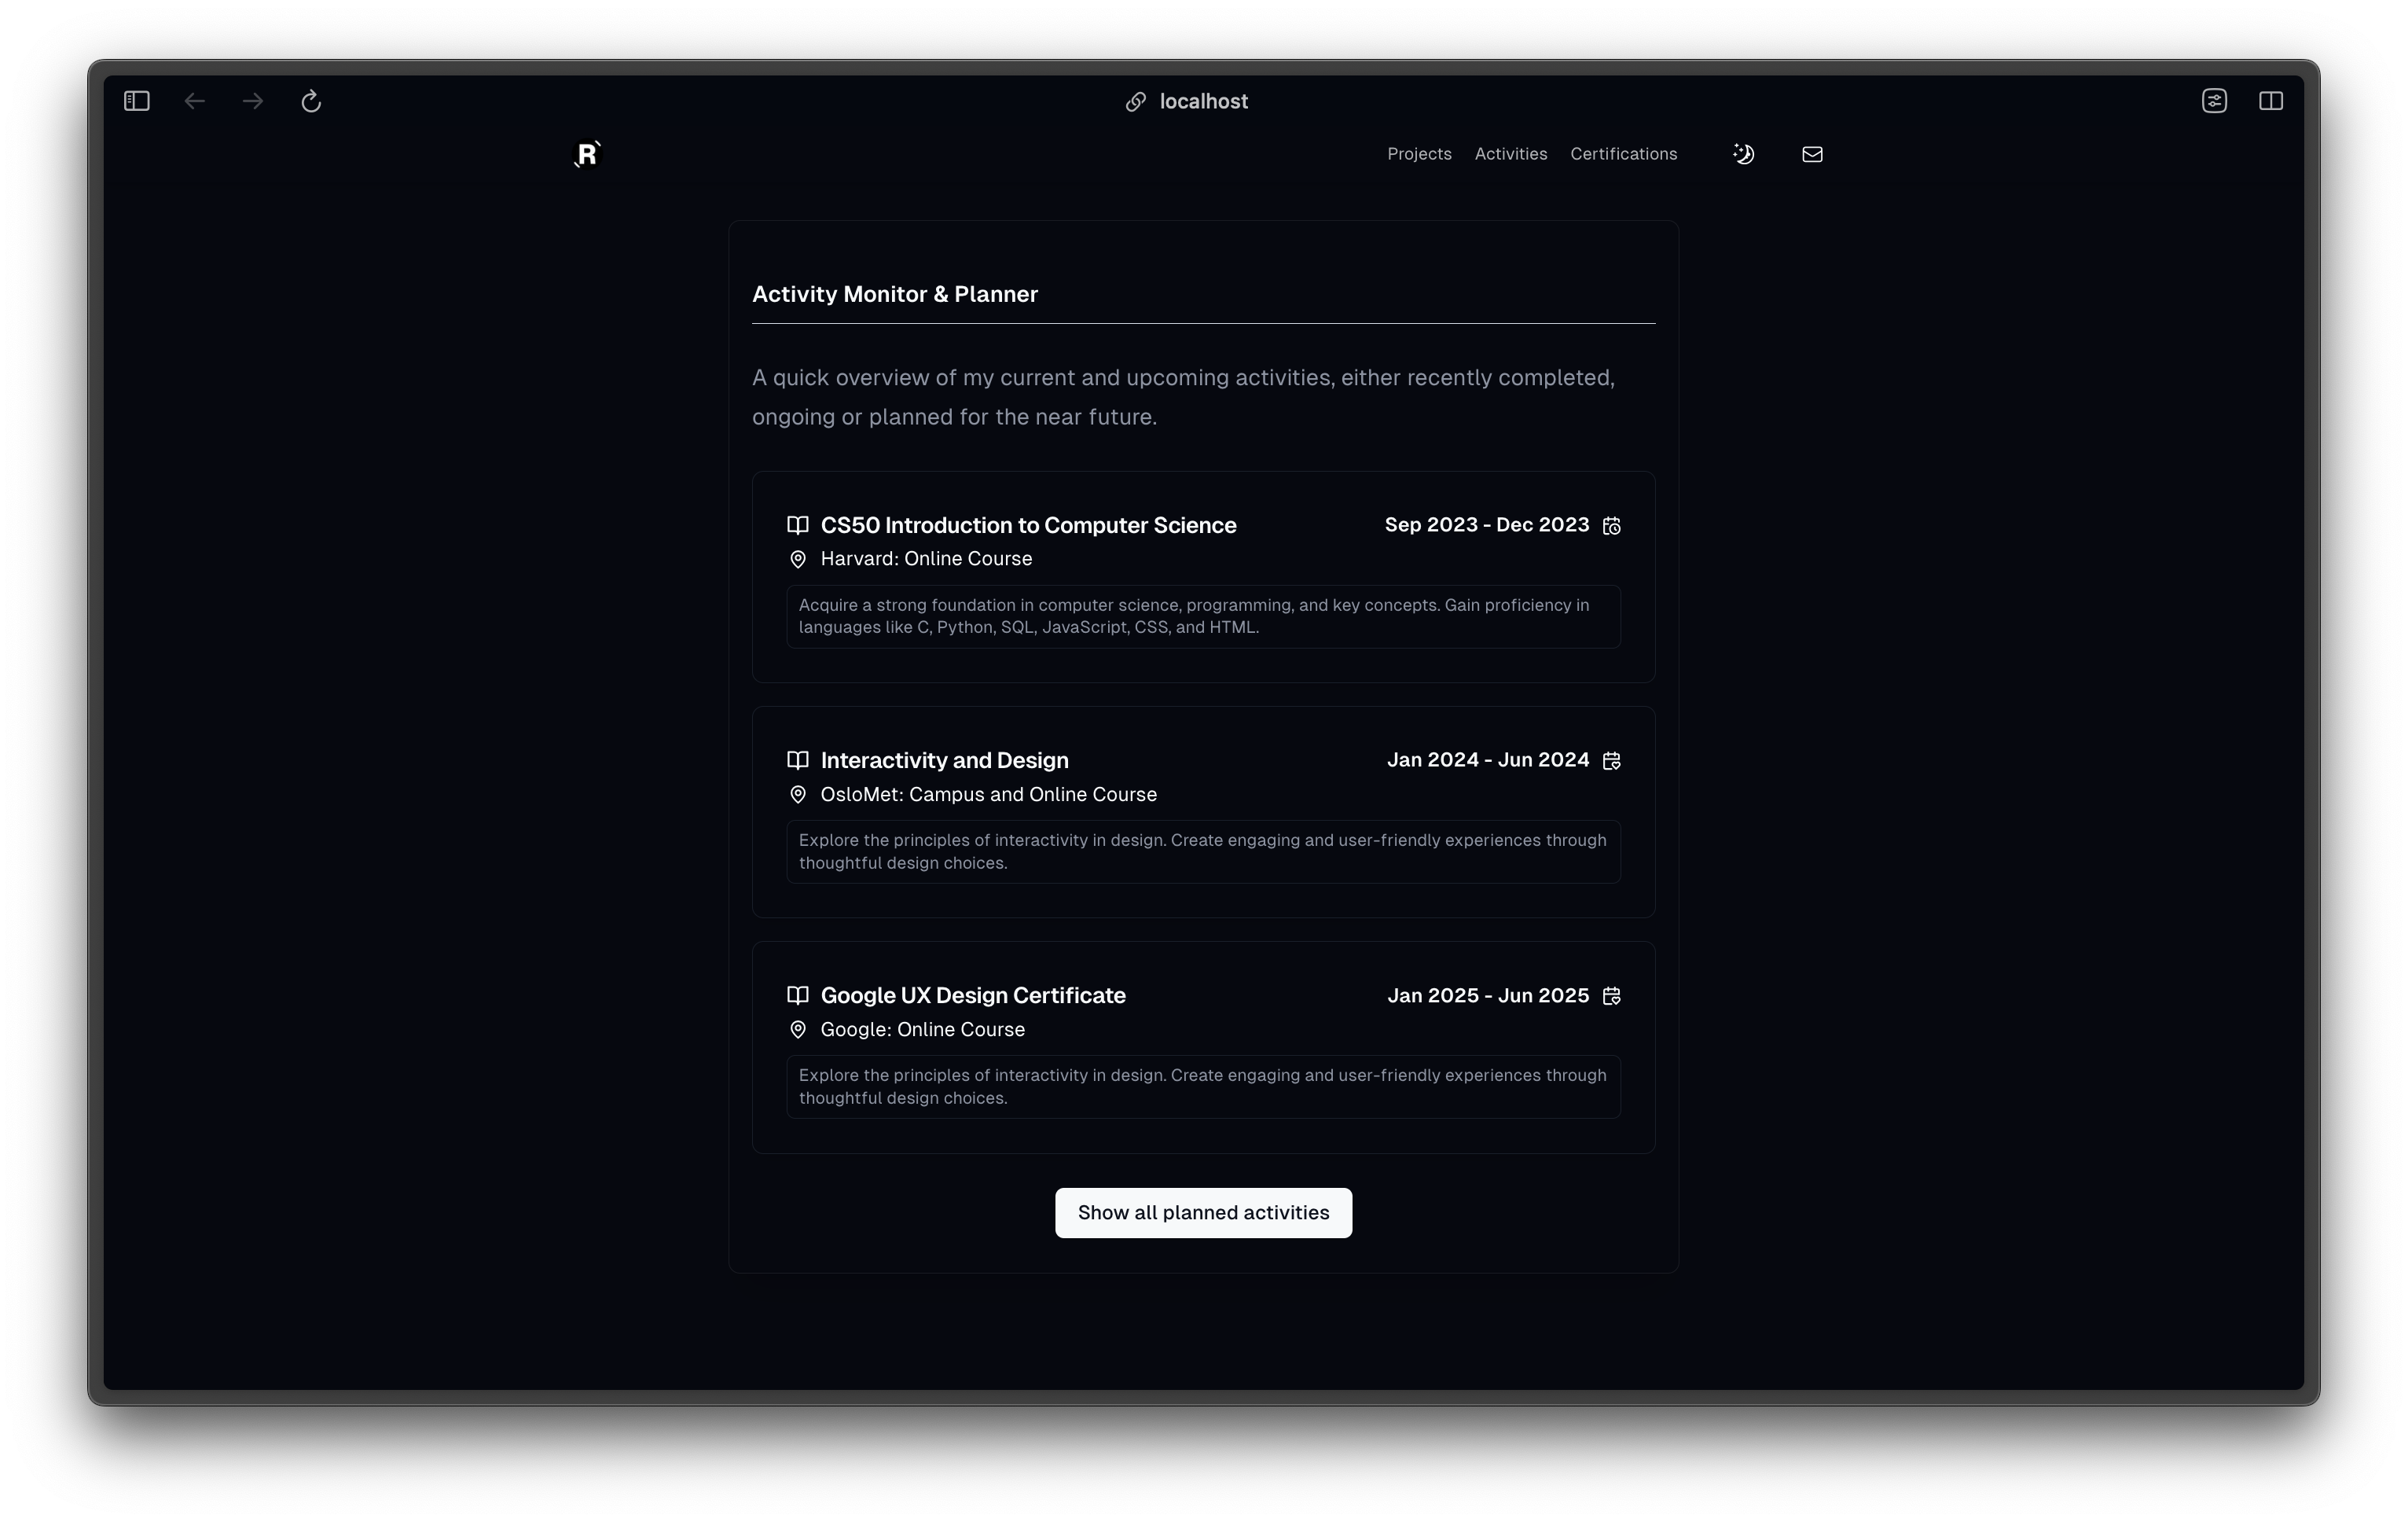 localhost
R
Projects Activities Certifications
Activity Monitor & Planner
A quick overview of my current and upcoming activities, either recently completed,
ongoing or planned for the near future.
CS50 Introduction to Computer Science Sep 2023 - Dec 2023
Harvard: Online Course
Acquire a strong foundation in computer science, programming, and key concepts. Gain proficiency in
languages like C, Python, SQL, JavaScript, CSS, and HTML.
Interactivity and Design Jan 2024 - Jun 2024
OsloMet: Campus and Online Course
Explore the principles of interactivity in design. Create engaging and user-friendly experiences through
thoughtful design choices.
Google UX Design Certificate Jan 2025 - Jun 2025
Google: Online Course
Explore the principles of interactivity in design. Create engaging and user-friendly experiences through
thoughtful design choices.
Show all planned activities